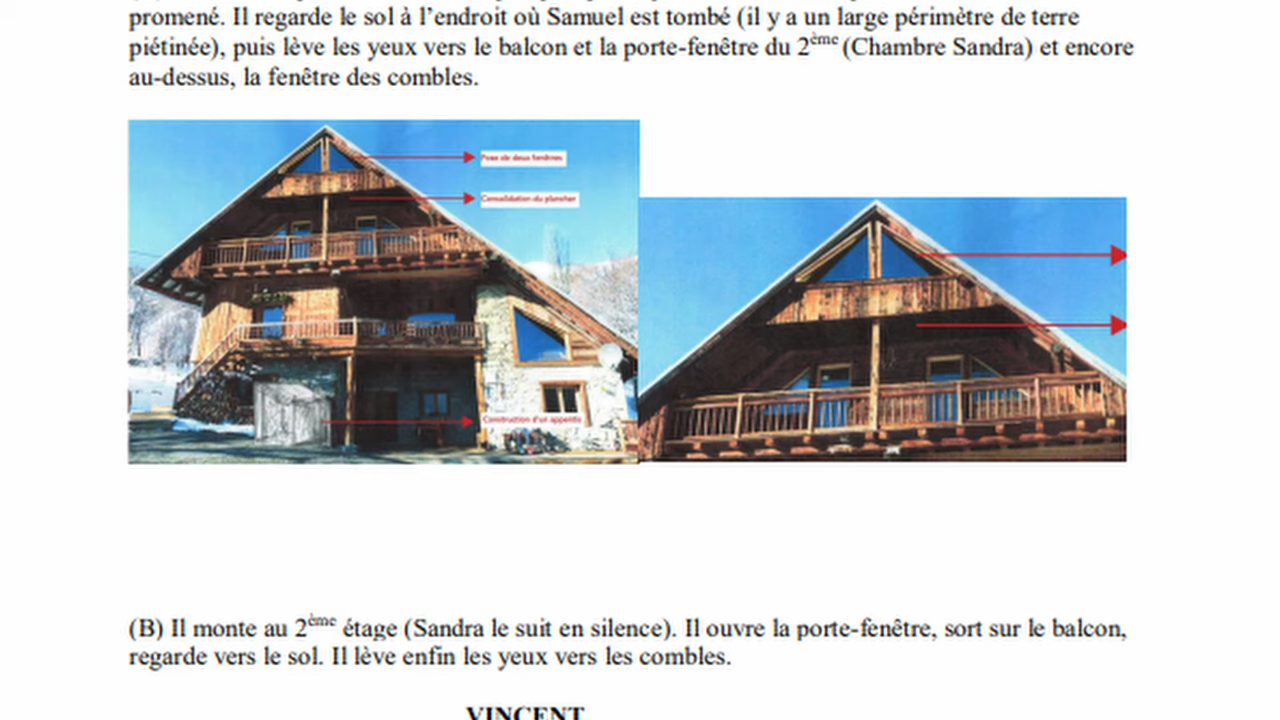 promené. Il regarde le sol à l’endroit où Samuel est tombé (il y a un large périmètre de terre
piétinée), puis lève les yeux vers le balcon et la porte-fenêtre du 2ème (Chambre Sandra) et encore
au-dessus, la fenêtre des combles.
Pose de deux fenêtres
Consolidation du plancher
Construction d'un appentis
(B) Il monte au 2ème étage (Sandra le suit en silence). Il ouvre la porte-fenêtre, sort sur le balcon,
regarde vers le sol. Il lève enfin les yeux vers les combles.
VINCENT